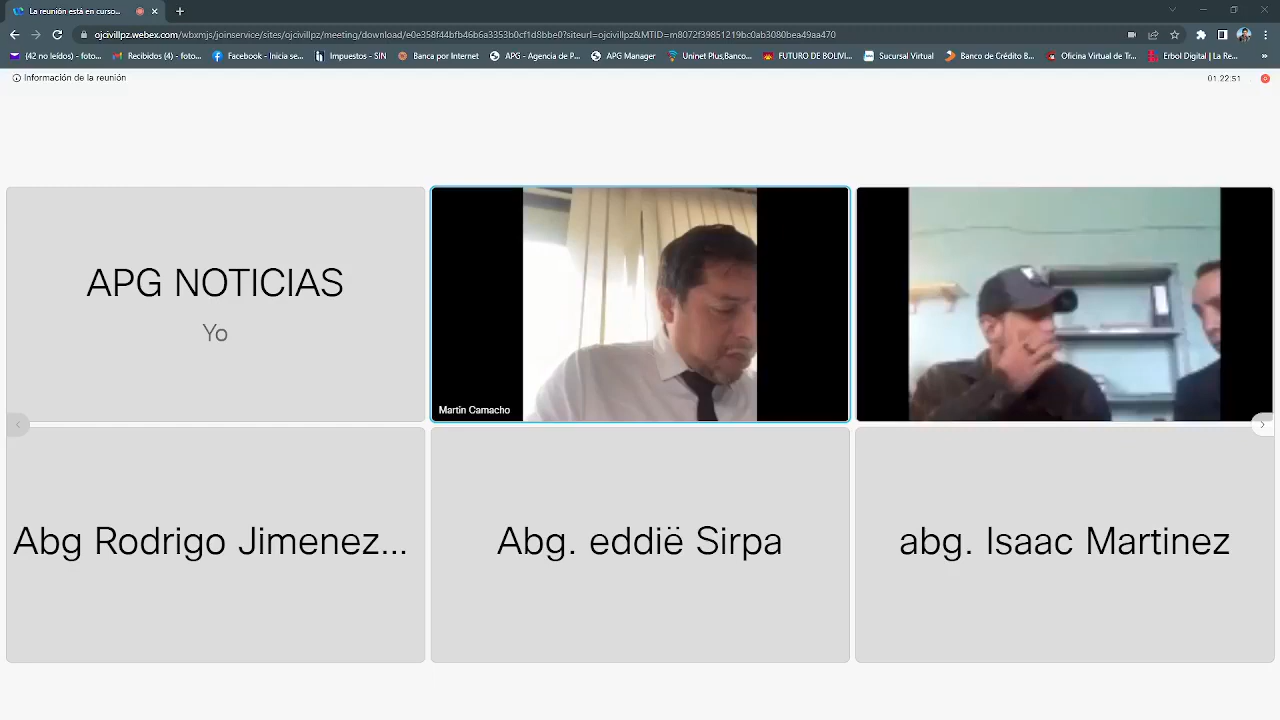 La reunión está en curso...
ojcivillpz.webex.com/wbxmjs/joinservice/sites/ojcivillpz/meeting/download/e0e358f44bfb46b6a3353b0cf1d5bbe0?siteurl=ojcivillpz&MTID=m8072f39851219bc0ab3080bea49aa470
(42 no leídos) - foto...
Recibidos (4) - foto...
Facebook - Inicia se...
Impuestos - SIN
Banca por Internet
APG - Agencia de P...
APG Manager
Uninet Plus,Banco...
FUTURO DE BOLIVI...
Sucursal Virtual
Banco de Crédito B...
Oficina Virtual de Tr...
Erbol Digital | La Re...
Información de la reunión
01:22:51
APG NOTICIAS
Yo
Martin Camacho
Abg Rodrigo Jimenez...
Abg. eddië Sirpa
abg. Isaac Martinez